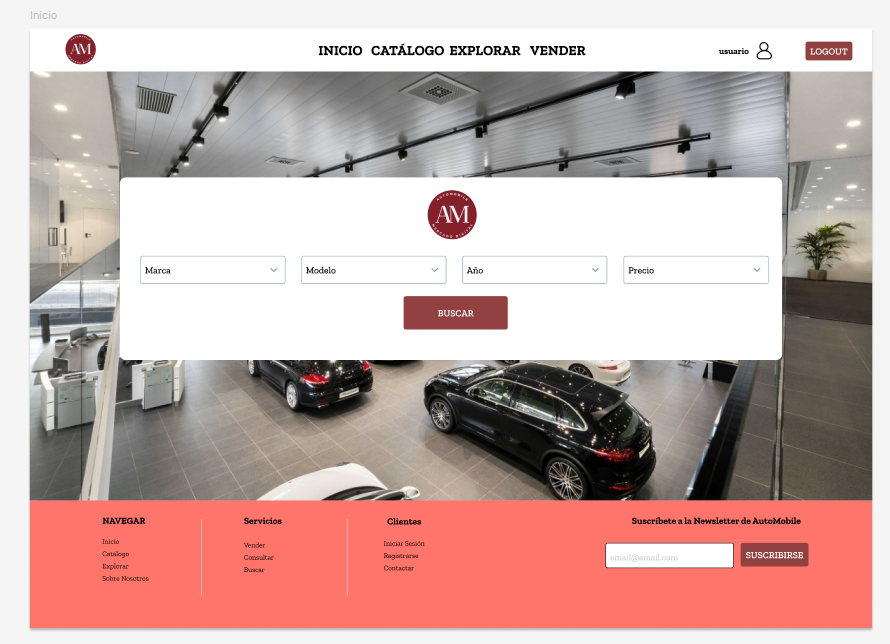 Inicio
AM
INICIO CATÁLOGO EXPLORAR VENDER
usuario
LOGOUT
AUTOMOBILE
AM
Marca
Modelo
Año
Precio
BUSCAR
NAVEGAR
Inicio
Catálogo
Explorar
Sobre Nosotros
Servicios
Vender
Consultar
Buscar
Clientes
Iniciar Sesión
Registrarse
Contactar
Suscríbete a la Newsletter de AutoMobile
email@email.com
SUSCRIBIRSE